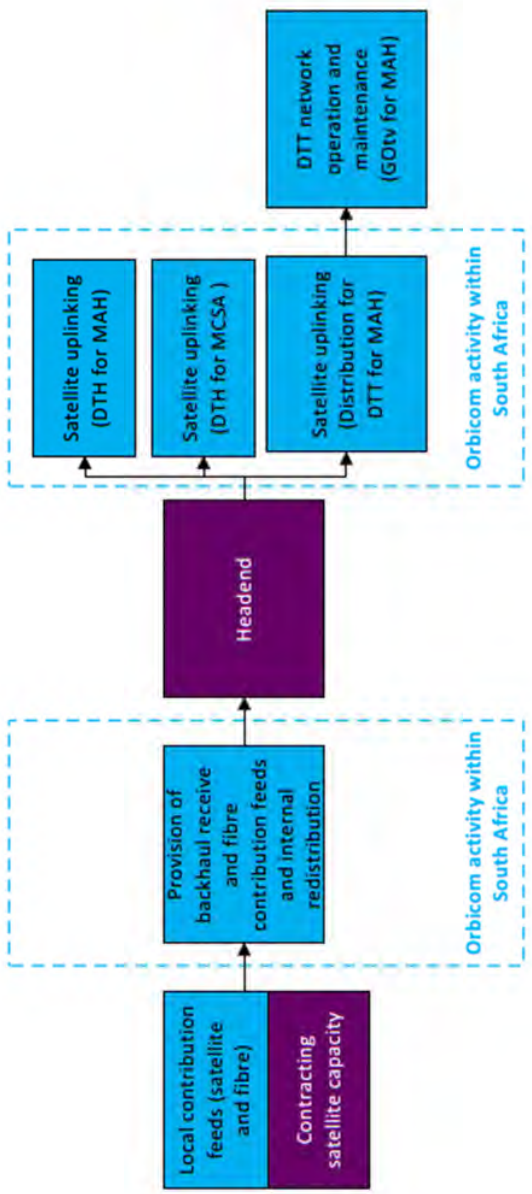 Local contribution
feeds (satellite
and fibre)
Contracting
satellite capacity
Provision of
backhaul receive
and fibre
contribution feeds
and internal
redistribution
Orbicom activity within
South Africa
Headend
Satellite uplinking
(DTH for MAH)
Satellite uplinking
(DTH for MCSA )
Satellite uplinking
(Distribution for
DTT for MAH)
Orbicom activity within
South Africa
DTT network
operation and
maintenance
(GOtv for MAH)